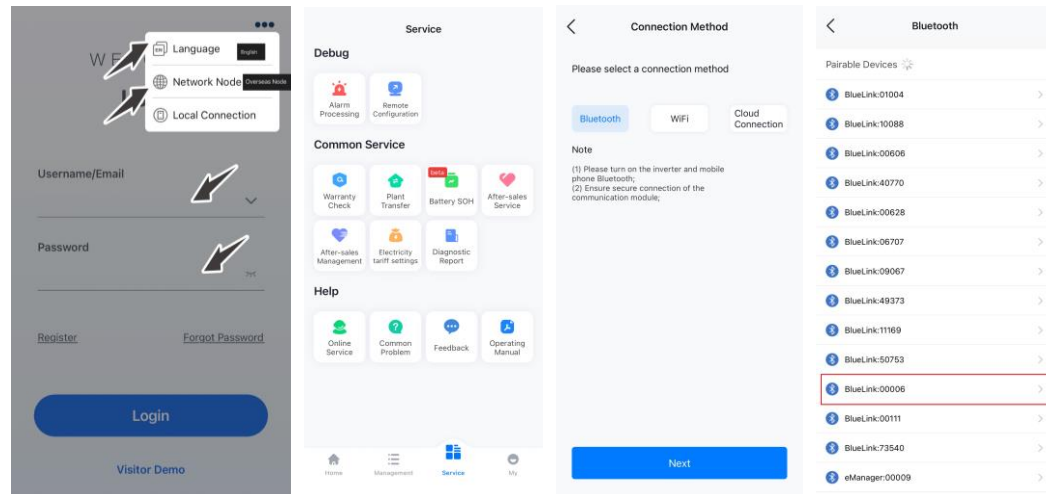 Language
English
Network Node
Overseas Node
Local Connection
Username/Email
Password
Register
Forgot Password
Login
Visitor Demo
Service
Debug
Alarm
Processing
Remote
Configuration
Common Service
Warranty
Check
Plant
Transfer
beta
Battery SOH
After-sales
Service
After-sales
Management
Electricity
tariff settings
Diagnostic
Report
Help
Online
Service
Common
Problem
Feedback
Operating
Manual
Home
Management
Service
My
Connection Method
Please select a connection method
Bluetooth
WiFi
Cloud
Connection
Note
(1) Please turn on the inverter and mobile
phone Bluetooth;
(2) Ensure secure connection of the
communication module;
Next
Bluetooth
Pairable Devices
BlueLink:01004
BlueLink:10088
BlueLink:00606
BlueLink:40770
BlueLink:00628
BlueLink:06707
BlueLink:09067
BlueLink:49373
BlueLink:11169
BlueLink:50753
BlueLink:00006
BlueLink:00111
BlueLink:73540
eManager:00009